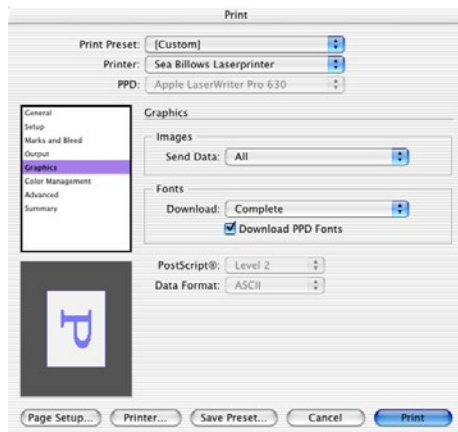 Print
Print Preset: [Custom]
Printer: Sea Billows Laserprinter
PPD: Apple LaserWriter Pro 630
General
Setup
Marks and Bleed
Output
Graphics
Color Management
Advanced
Summary
Graphics
Images
Send Data: All
Fonts
Download: Complete
Download PPD Fonts
PostScript®: Level 2
Data Format: ASCII
P
Page Setup... Printer... Save Preset... Cancel Print